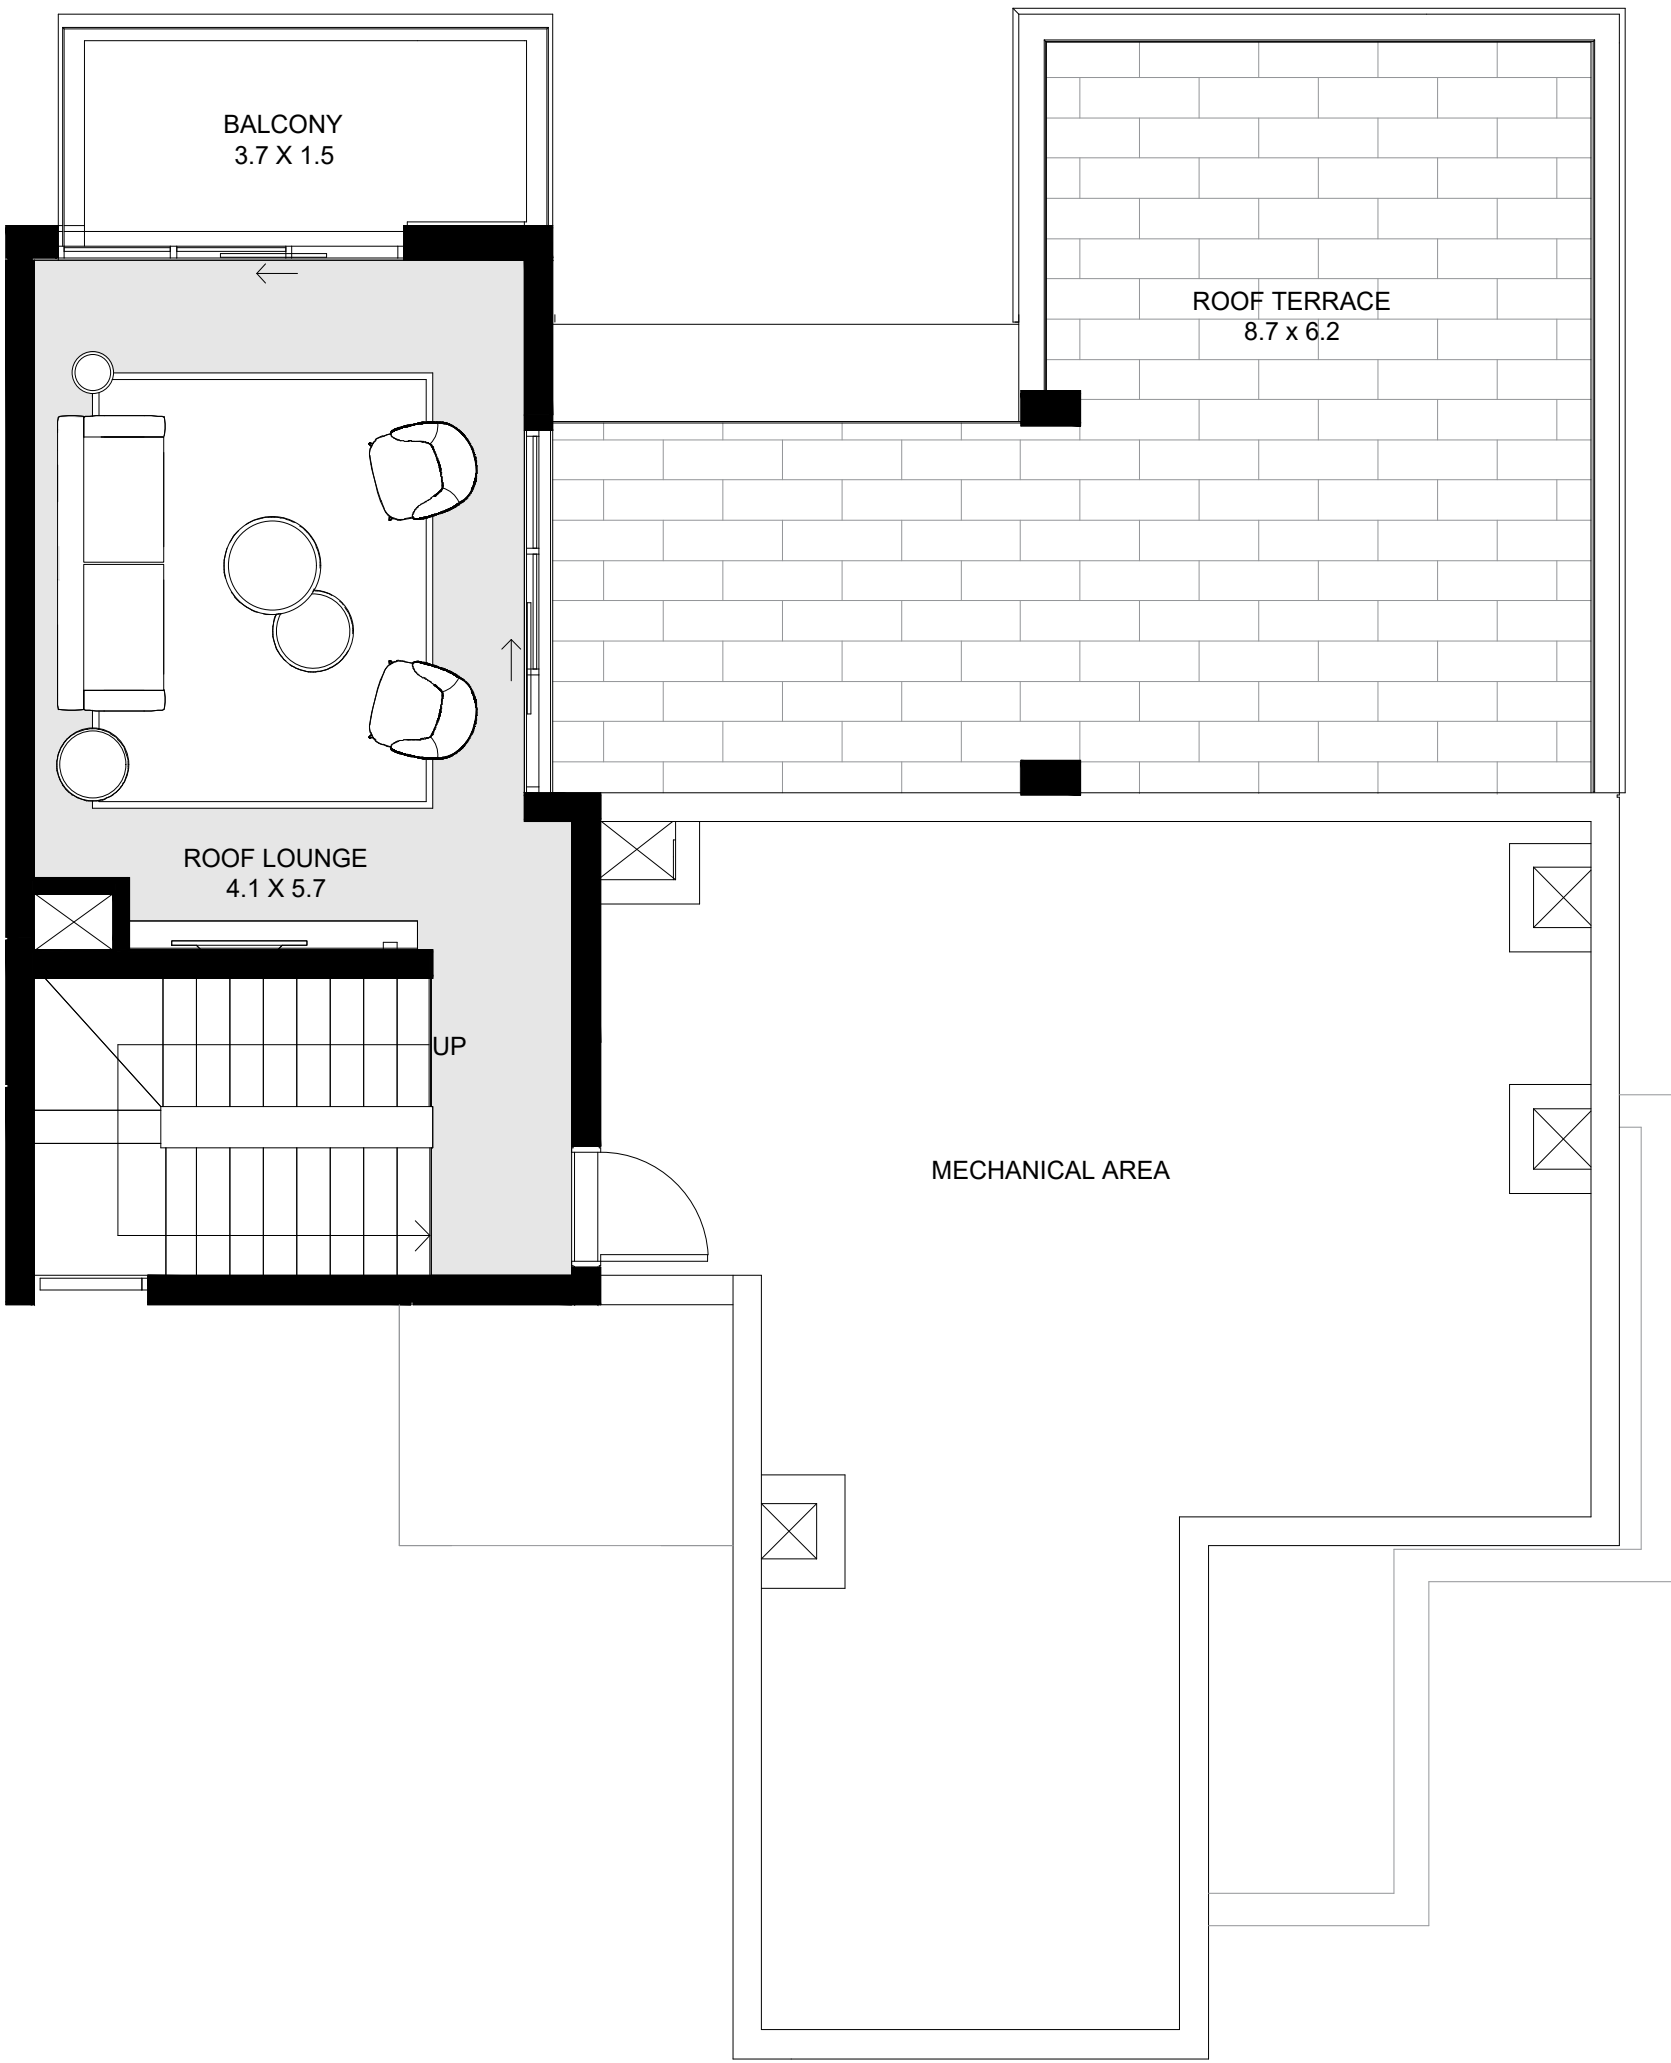 BALCONY
3.7 X 1.5
ROOF TERRACE
8.7 x 6.2
ROOF LOUNGE
4.1 X 5.7
UP
MECHANICAL AREA